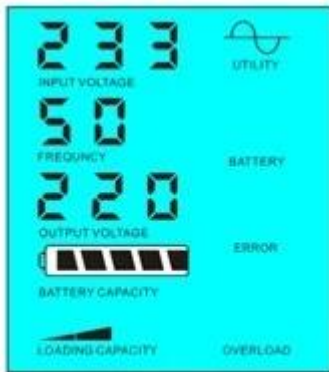 233
INPUT VOLTAGE
UTILITY
50
FREQUNCY
BATTERY
220
OUTPUT VOLTAGE
ERROR
BATTERY CAPACITY
LOADING CAPACITY
OVERLOAD